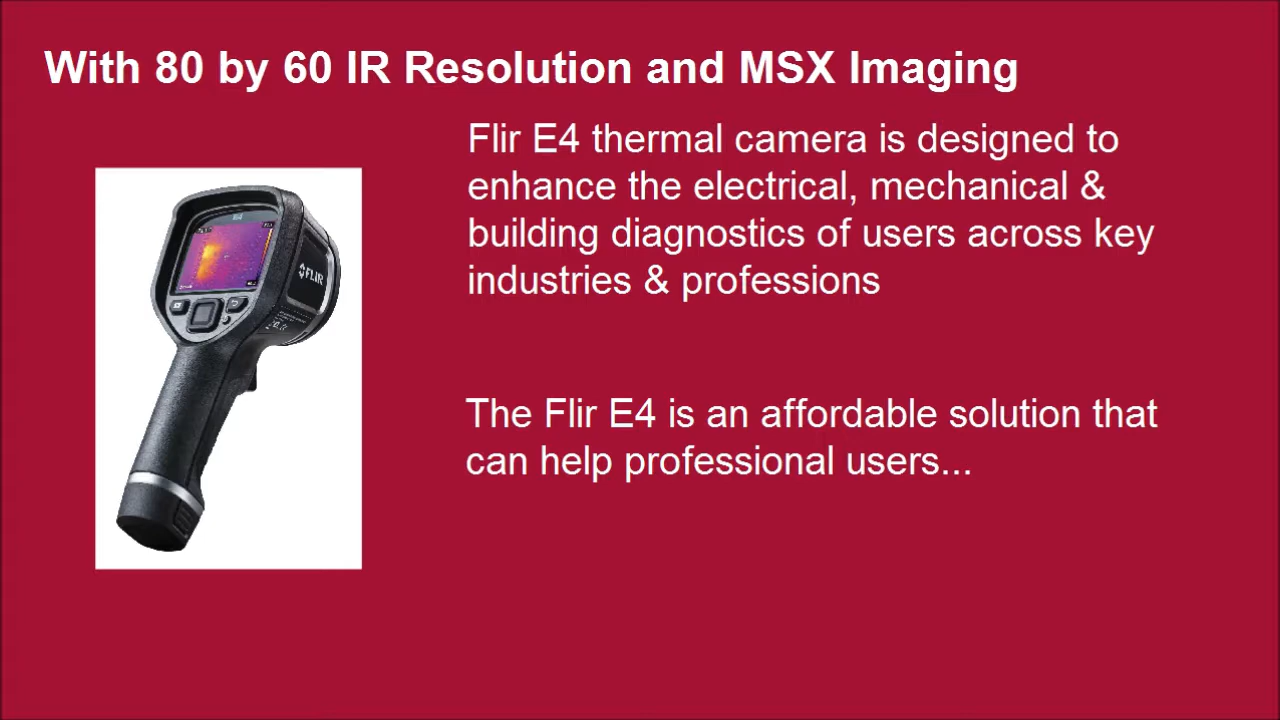 With 80 by 60 IR Resolution and MSX Imaging
Flir E4 thermal camera is designed to
enhance the electrical, mechanical &
building diagnostics of users across key
industries & professions
The Flir E4 is an affordable solution that
can help professional users...
FLIR